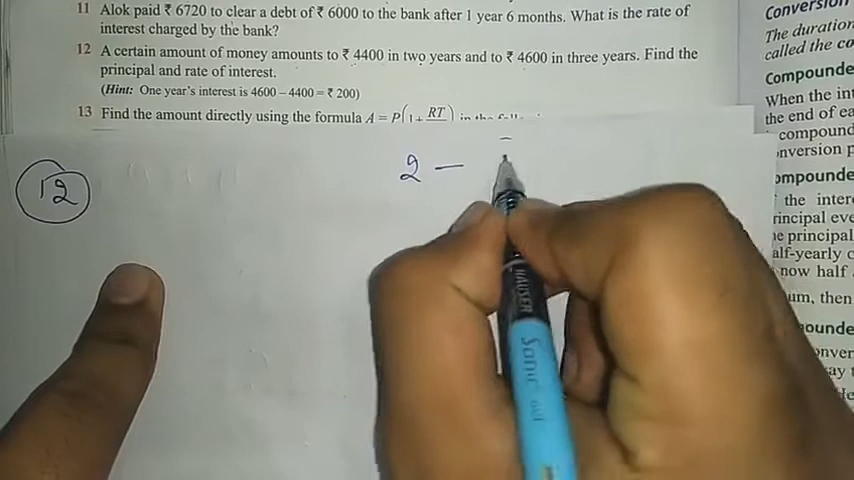 11 Alok paid ₹ 6720 to clear a debt of ₹ 6000 to the bank after 1 year 6 months. What is the rate of
interest charged by the bank?
12 A certain amount of money amounts to ₹ 4400 in two years and to ₹ 4600 in three years. Find the
principal and rate of interest.
(Hint: One year's interest is 4600 – 4400 = ₹ 200)
13 Find the amount directly using the formula A = P(1+ RT
12
2 —
HAUSER
Sonic
Conversion
The duration
called the co
Compounde
When the int
the end of ea
compound
nversion p
ompounde
the inter
rincipal eve
e principal
alf-yearly c
now half
um, then
ounde